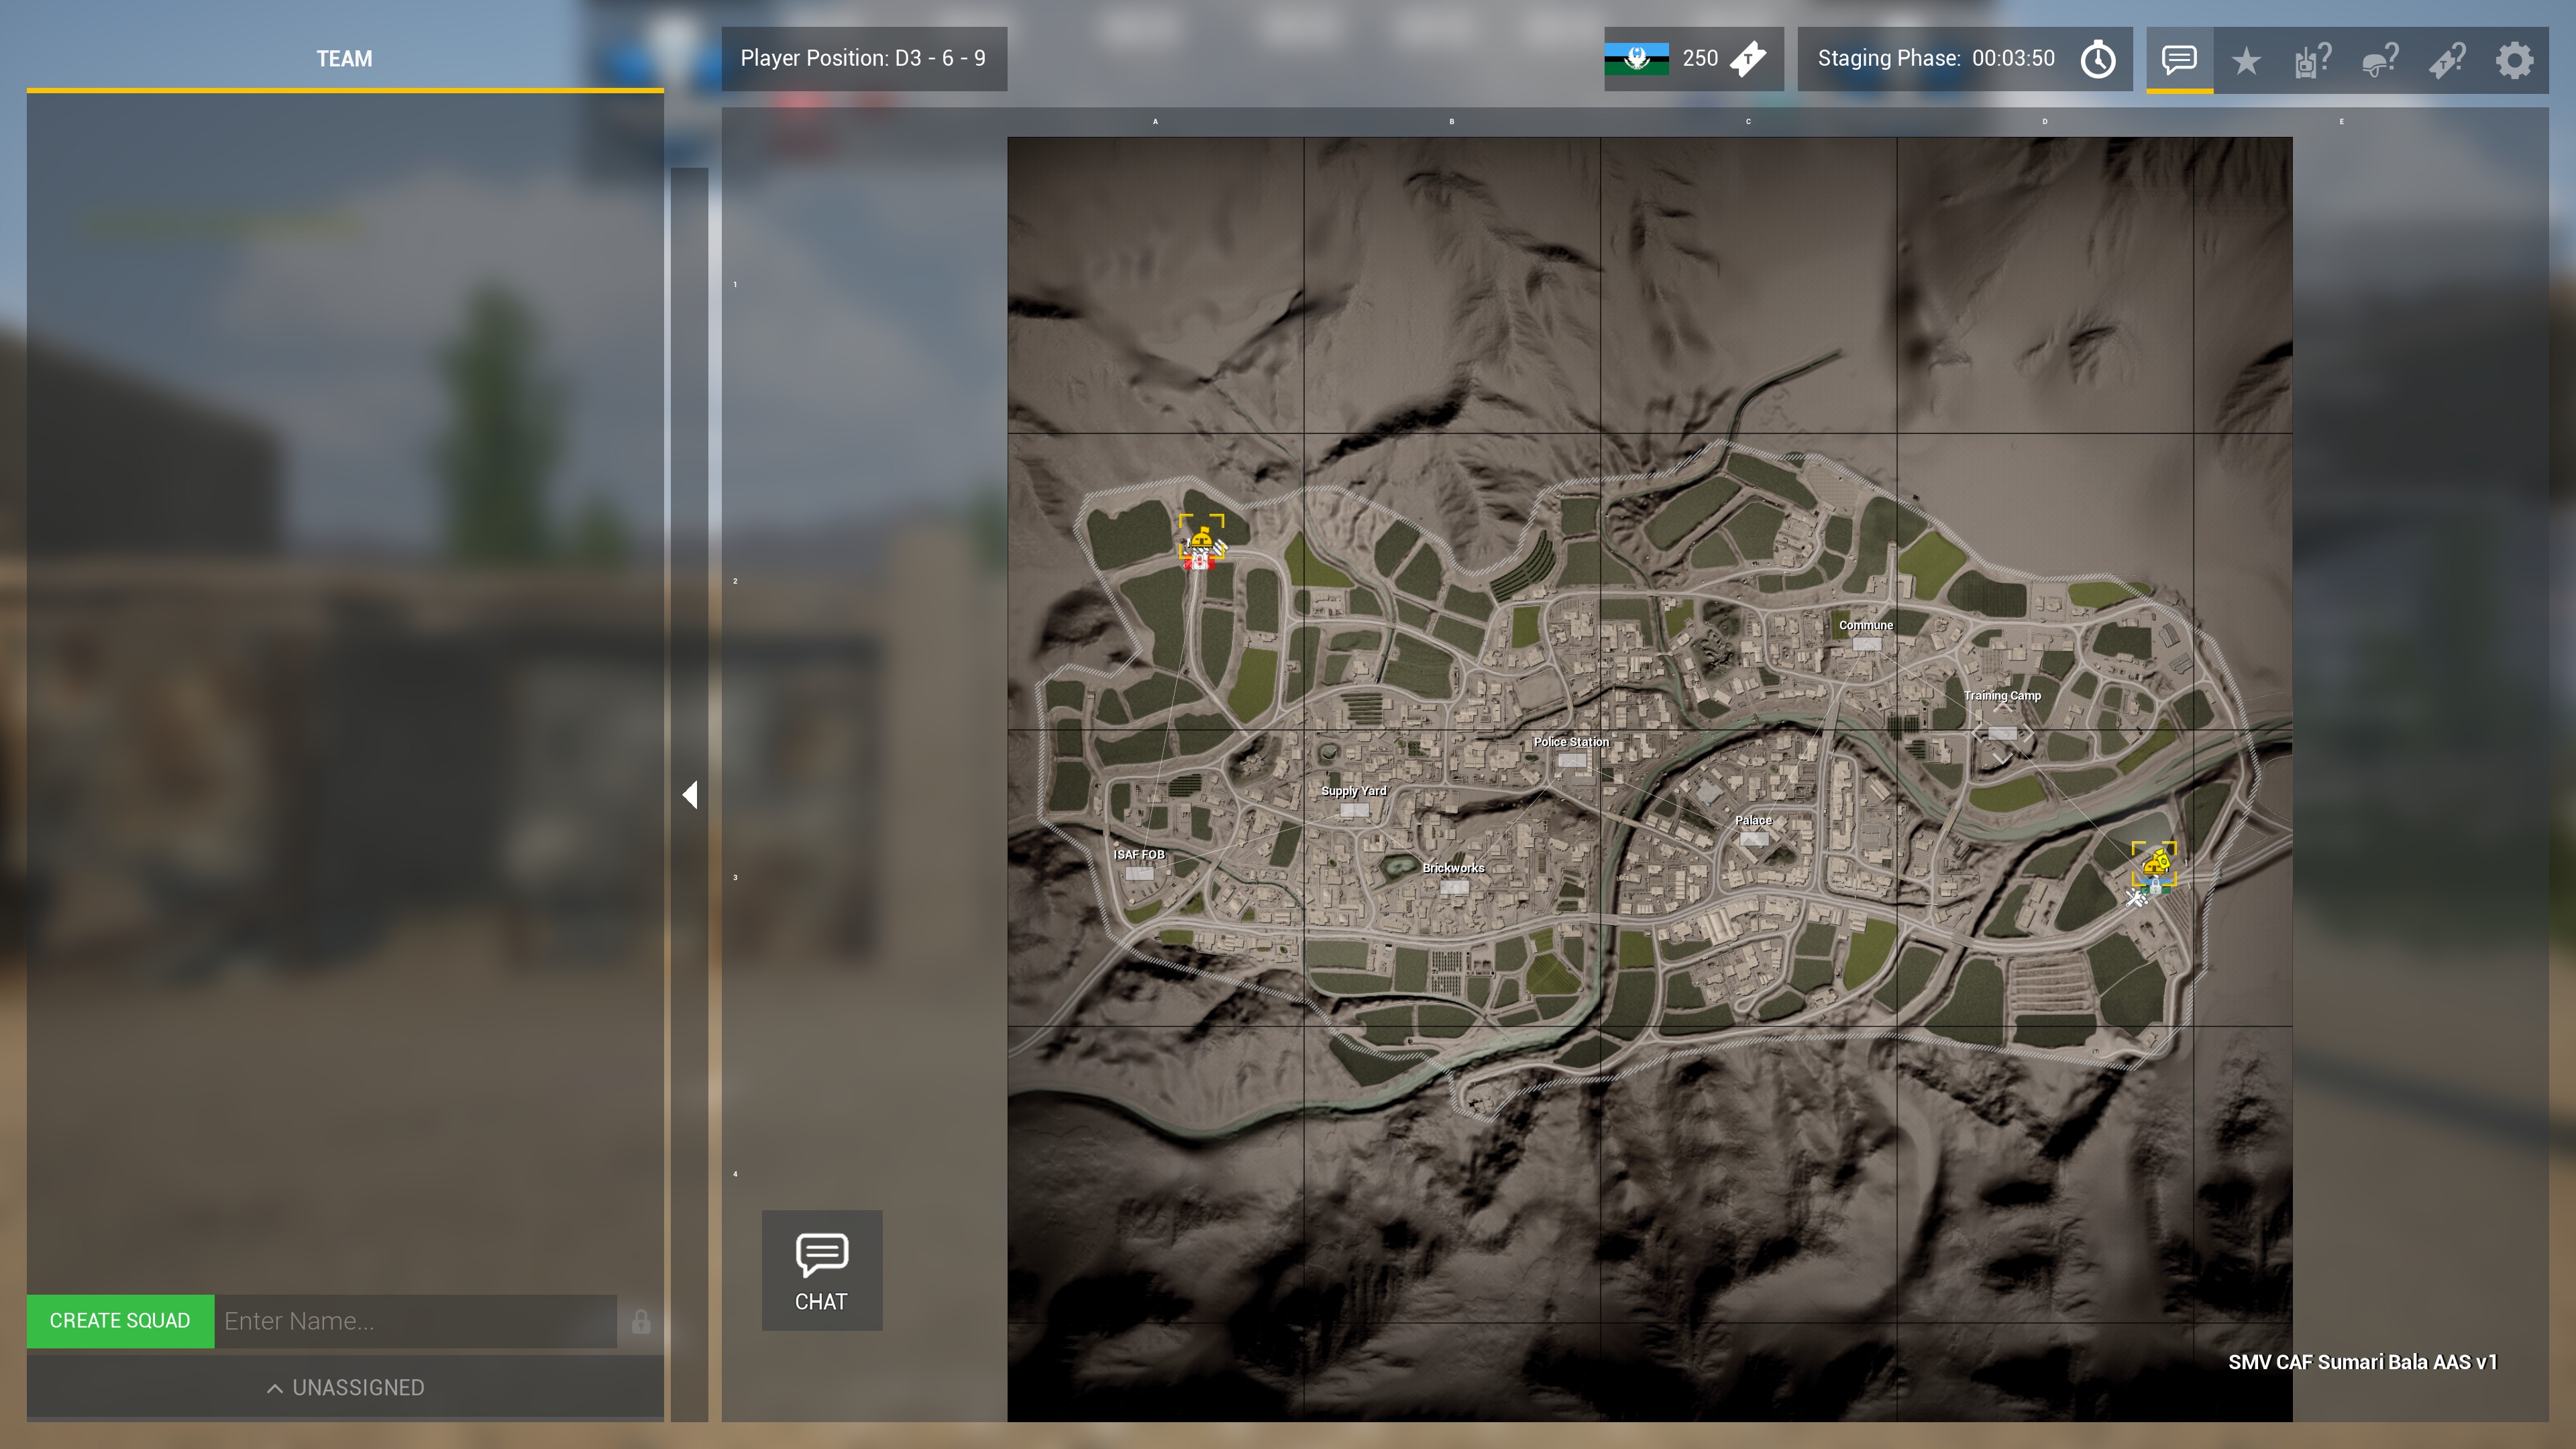 TEAM
Player Position: D3 - 6 - 9
250
T
Staging Phase: 00:03:50
?
?
T?
A
B
C
D
E
1
2
3
4
Commune
Training Camp
Police Station
Supply Yard
Palace
ISAF FOB
Brickworks
CHAT
CREATE SQUAD
Enter Name...
UNASSIGNED
SMV CAF Sumari Bala AAS v1